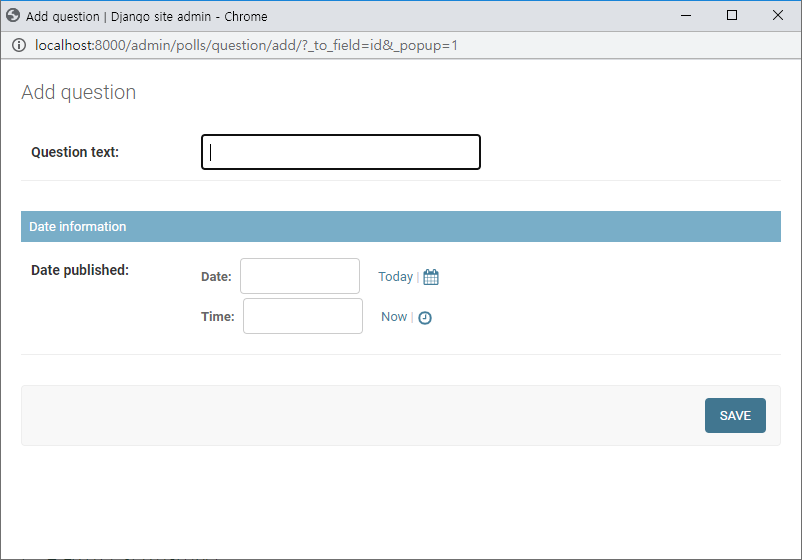 Add question | Django site admin - Chrome
localhost:8000/admin/polls/question/add/?_to_field=id&_popup=1
Add question
Question text:
Date information
Date published:
Date:
Today |
Time:
Now |
SAVE